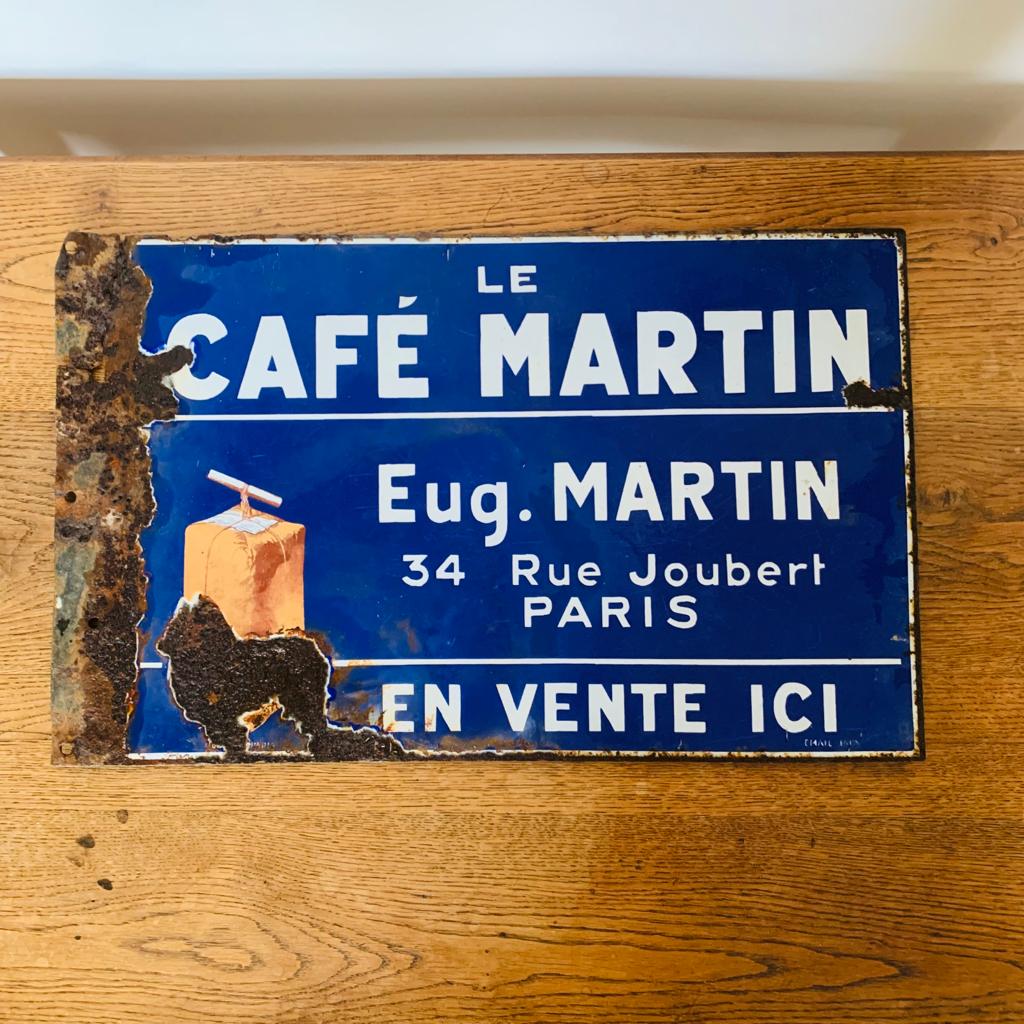 LE
CAFÉ MARTIN
Eug. MARTIN
34 Rue Joubert
PARIS
EN VENTE ICI